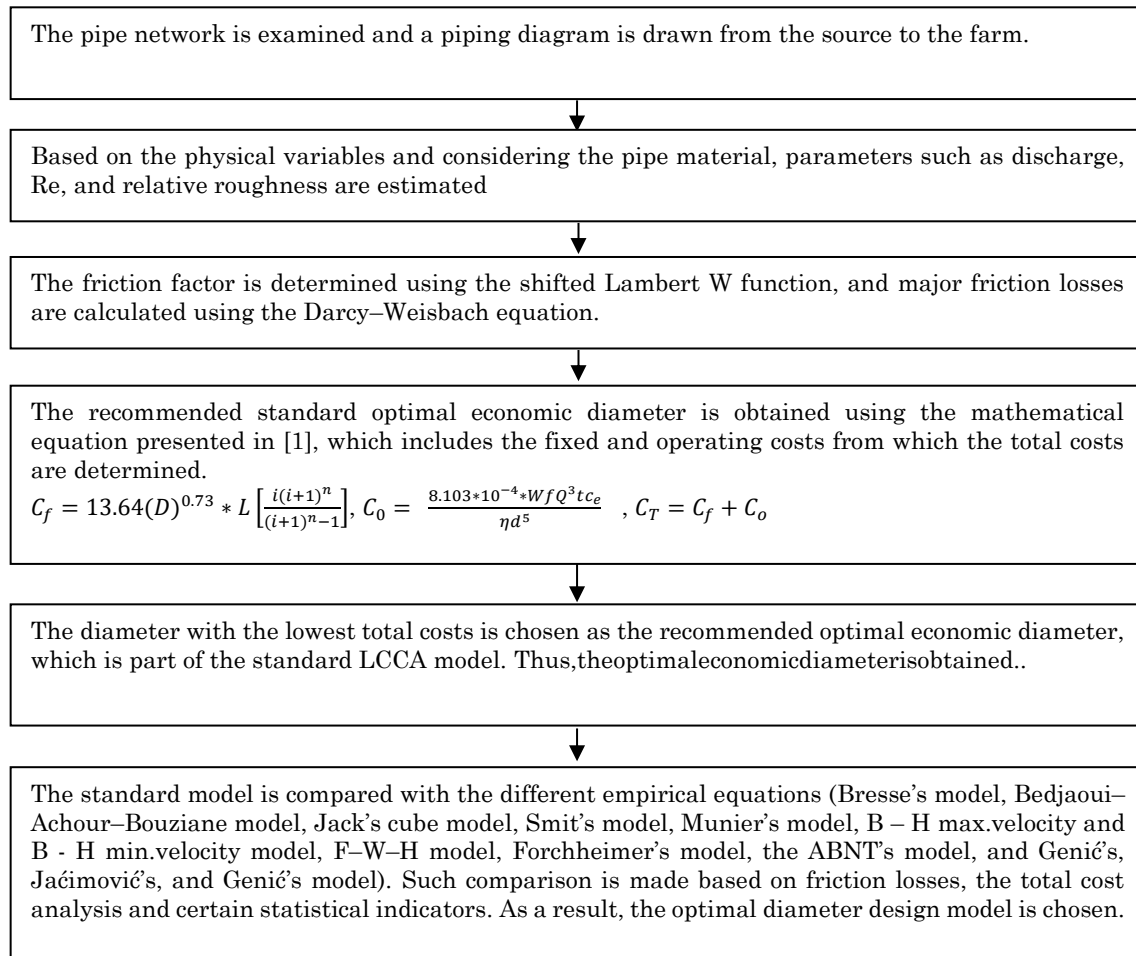 The pipe network is examined and a piping diagram is drawn from the source to the farm.
Based on the physical variables and considering the pipe material, parameters such as discharge,
Re, and relative roughness are estimated
The friction factor is determined using the shifted Lambert W function, and major friction losses
are calculated using the Darcy–Weisbach equation.
The recommended standard optimal economic diameter is obtained using the mathematical
equation presented in [1], which includes the fixed and operating costs from which the total costs
are determined.
C_f = 13.64(D)^{0.73} * L [\frac{i(i+1)^n}{(i+1)^n-1}], C_0 = \frac{8.103*10^{-4}*WfQ^3tc_e}{ηd^5} , C_T = C_f + C_o
The diameter with the lowest total costs is chosen as the recommended optimal economic diameter,
which is part of the standard LCCA model. Thus,theoptimaleconomicdiameterisobtained..
The standard model is compared with the different empirical equations (Bresse's model, Bedjaoui–
Achour–Bouziane model, Jack's cube model, Smit's model, Munier's model, B – H max.velocity and
B - H min.velocity model, F–W–H model, Forchheimer's model, the ABNT's model, and Genić's,
Jaćimović's, and Genić's model). Such comparison is made based on friction losses, the total cost
analysis and certain statistical indicators. As a result, the optimal diameter design model is chosen.